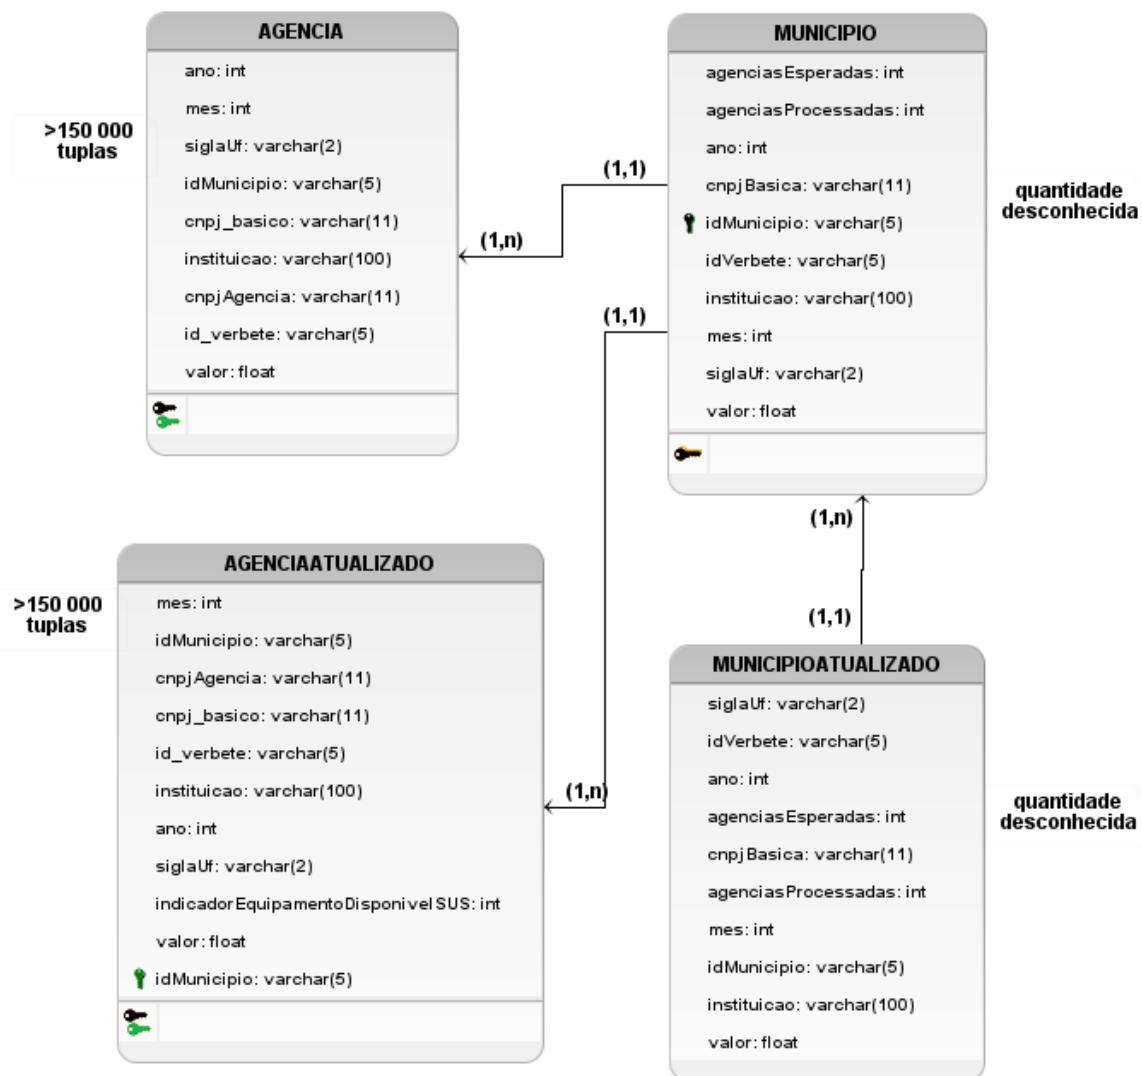 AGENCIA
ano: int
mes: int
siglaUf: varchar(2)
idMunicipio: varchar(5)
cnpj_basico: varchar(11)
instituicao: varchar(100)
cnpjAgencia: varchar(11)
id_verbete: varchar(5)
valor: float
>150 000
tuplas
(1,1)
(1,n)
MUNICIPIO
agenciasEsperadas: int
agenciasProcessadas: int
ano: int
cnpjBasica: varchar(11)
idMunicipio: varchar(5)
idVerbete: varchar(5)
instituicao: varchar(100)
mes: int
siglaUf: varchar(2)
valor: float
quantidade
desconhecida
(1,1)
(1,n)
(1,n)
(1,1)
AGENCIAATUALIZADO
mes: int
idMunicipio: varchar(5)
cnpjAgencia: varchar(11)
cnpj_basico: varchar(11)
id_verbete: varchar(5)
instituicao: varchar(100)
ano: int
siglaUf: varchar(2)
indicadorEquipamentoDisponivelSUS: int
valor: float
idMunicipio: varchar(5)
>150 000
tuplas
MUNICIPIOATUALIZADO
siglaUf: varchar(2)
idVerbete: varchar(5)
ano: int
agenciasEsperadas: int
cnpjBasica: varchar(11)
agenciasProcessadas: int
mes: int
idMunicipio: varchar(5)
instituicao: varchar(100)
valor: float
quantidade
desconhecida